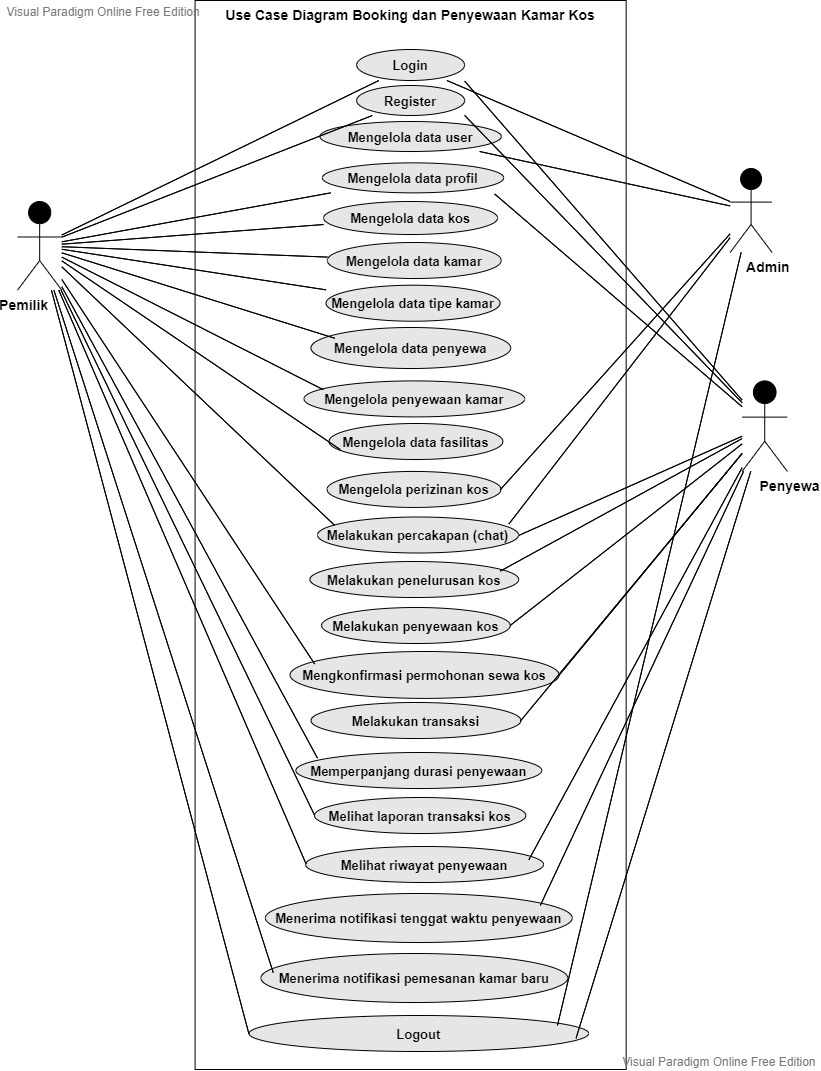 Visual Paradigm Online Free Edition
Use Case Diagram Booking dan Penyewaan Kamar Kos
Login
Register
Mengelola data user
Mengelola data profil
Mengelola data kos
Mengelola data kamar
Admin
Pemilik
Mengelola data tipe kamar
Mengelola data penyewa
Mengelola penyewaan kamar
Mengelola data fasilitas
Mengelola perizinan kos
Penyewa
Melakukan percakapan (chat)
Melakukan penelurusan kos
Melakukan penyewaan kos
Mengkonfirmasi permohonan sewa kos
Melakukan transaksi
Memperpanjang durasi penyewaan
Melihat laporan transaksi kos
Melihat riwayat penyewaan
Menerima notifikasi tenggat waktu penyewaan
Menerima notifikasi pemesanan kamar baru
Logout
Visual Paradigm Online Free Edition